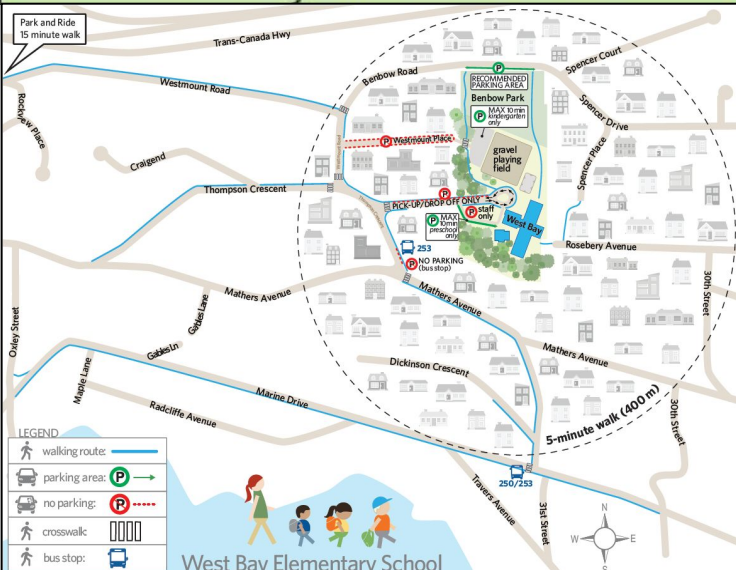 Park and Ride
15 minute walk
Trans-Canada Hwy
Westmount Road
Rockview Place
Craigend
Thompson Crescent
Benbow Road
Spencer Court
Spencer Drive
Spencer Place
P
RECOMMENDED
PARKING AREA
Benbow Park
P
MAX 10min
kindergarten
only
P
Westmount Place
gravel
playing
field
P
PICK-UP/DROP OFF ONLY
P
staff
only
P
MAX
10min
preschool
only
West Bay
253
P
NO PARKING
(bus stop)
Rosebery Avenue
30th Street
Mathers Avenue
Mathers Avenue
Mathers Avenue
Gables Lane
Gables Ln
Oxley Street
Maple Lane
Dickinson Crescent
Marine Drive
Radcliffe Avenue
5-minute walk (400 m)
30th Street
250/253
Travers Avenue
31st Street
N
W
E
S
LEGEND
walking route:
parking area: P
no parking: P
crosswalk:
bus stop:
West Bay Elementary School